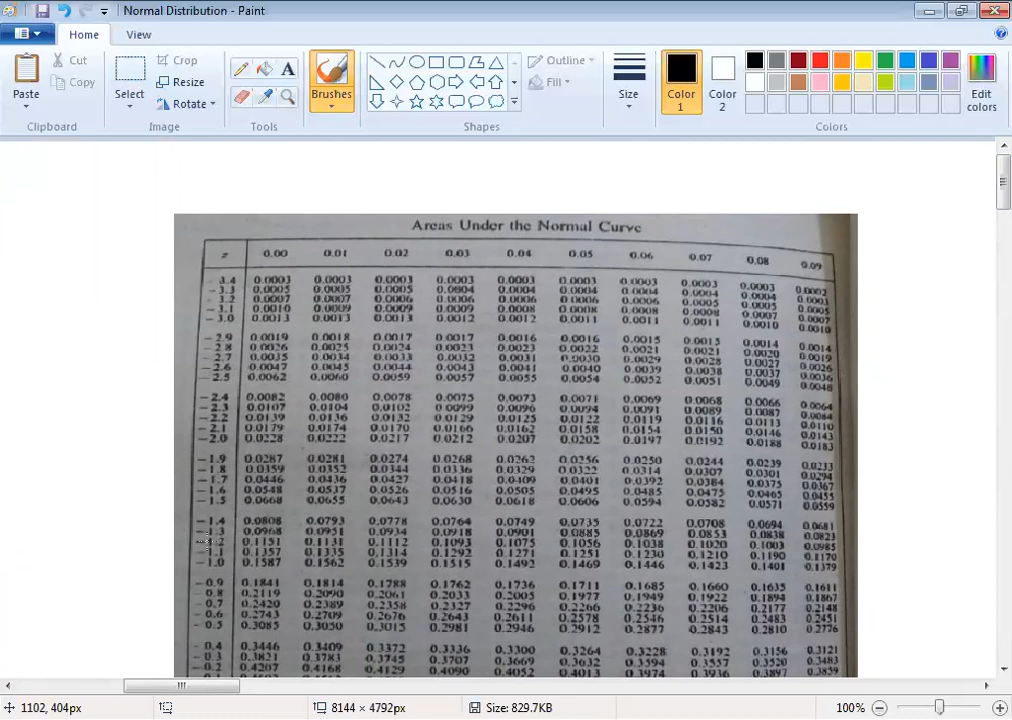 Normal Distribution - Paint
Home View
Paste Cut Copy Select Crop Resize Rotate A Brushes Outline Fill Size Color 1 Color 2 Edit colors
Clipboard Image Tools Shapes Colors
Areas Under the Normal Curve
z 0.00 0.01 0.02 0.03 0.04 0.05 0.06 0.07 0.08 0.09
-3.4 0.0003 0.0003 0.0003 0.0003 0.0003 0.0003 0.0003 0.0003 0.0003 0.0002
-3.3 0.0005 0.0005 0.0005 0.0004 0.0004 0.0004 0.0004 0.0004 0.0004 0.0003
-3.2 0.0007 0.0007 0.0006 0.0006 0.0006 0.0006 0.0006 0.0005 0.0005 0.0005
-3.1 0.0010 0.0009 0.0009 0.0009 0.0008 0.0008 0.0008 0.0008 0.0007 0.0007
-3.0 0.0013 0.0013 0.0013 0.0012 0.0012 0.0011 0.0011 0.0011 0.0010 0.0010
-2.9 0.0019 0.0018 0.0017 0.0017 0.0016 0.0016 0.0015 0.0015 0.0014 0.0014
-2.8 0.0026 0.0025 0.0024 0.0023 0.0023 0.0022 0.0021 0.0021 0.0020 0.0019
-2.7 0.0035 0.0034 0.0033 0.0032 0.0031 0.0030 0.0029 0.0028 0.0027 0.0026
-2.6 0.0047 0.0045 0.0044 0.0043 0.0041 0.0040 0.0039 0.0038 0.0037 0.0036
-2.5 0.0062 0.0060 0.0059 0.0057 0.0055 0.0054 0.0052 0.0051 0.0049 0.0048
-2.4 0.0082 0.0080 0.0078 0.0075 0.0073 0.0071 0.0069 0.0068 0.0066 0.0064
-2.3 0.0107 0.0104 0.0102 0.0099 0.0096 0.0094 0.0091 0.0089 0.0087 0.0084
-2.2 0.0139 0.0136 0.0132 0.0129 0.0125 0.0122 0.0119 0.0116 0.0113 0.0110
-2.1 0.0179 0.0174 0.0170 0.0166 0.0162 0.0158 0.0154 0.0150 0.0146 0.0143
-2.0 0.0228 0.0222 0.0217 0.0212 0.0207 0.0202 0.0197 0.0192 0.0188 0.0183
-1.9 0.0287 0.0281 0.0274 0.0268 0.0262 0.0256 0.0250 0.0244 0.0239 0.0233
-1.8 0.0359 0.0352 0.0344 0.0336 0.0329 0.0322 0.0314 0.0307 0.0301 0.0294
-1.7 0.0446 0.0436 0.0427 0.0418 0.0409 0.0401 0.0392 0.0384 0.0375 0.0367
-1.6 0.0548 0.0537 0.0526 0.0516 0.0505 0.0495 0.0485 0.0475 0.0465 0.0455
-1.5 0.0668 0.0655 0.0643 0.0630 0.0618 0.0606 0.0594 0.0582 0.0571 0.0559
-1.4 0.0808 0.0793 0.0778 0.0764 0.0749 0.0735 0.0722 0.0708 0.0694 0.0681
-1.3 0.0968 0.0951 0.0934 0.0918 0.0901 0.0885 0.0869 0.0853 0.0838 0.0823
0.1151 0.1131 0.1112 0.1093 0.1075 0.1056 0.1038 0.1020 0.1003 0.0985
-1.1 0.1357 0.1335 0.1314 0.1292 0.1271 0.1251 0.1230 0.1210 0.1190 0.1170
-1.0 0.1587 0.1562 0.1539 0.1515 0.1492 0.1469 0.1446 0.1423 0.1401 0.1379
-0.9 0.1841 0.1814 0.1788 0.1762 0.1736 0.1711 0.1685 0.1660 0.1635 0.1611
-0.8 0.2119 0.2090 0.2061 0.2033 0.2005 0.1977 0.1949 0.1922 0.1894 0.1867
-0.7 0.2420 0.2389 0.2358 0.2327 0.2296 0.2266 0.2236 0.2206 0.2177 0.2148
-0.6 0.2743 0.2709 0.2676 0.2643 0.2611 0.2578 0.2546 0.2514 0.2483 0.2451
-0.5 0.3085 0.3050 0.3015 0.2981 0.2946 0.2912 0.2877 0.2843 0.2810 0.2776
-0.4 0.3446 0.3409 0.3372 0.3336 0.3300 0.3264 0.3228 0.3192 0.3156 0.3121
-0.3 0.3821 0.3783 0.3745 0.3707 0.3669 0.3632 0.3594 0.3557 0.3520 0.3483
-0.2 0.4207 0.4168 0.4129 0.4090 0.4052 0.4013 0.3974 0.3936 0.3897 0.3859
1102, 404px 8144 × 4792px Size: 829.7KB 100%